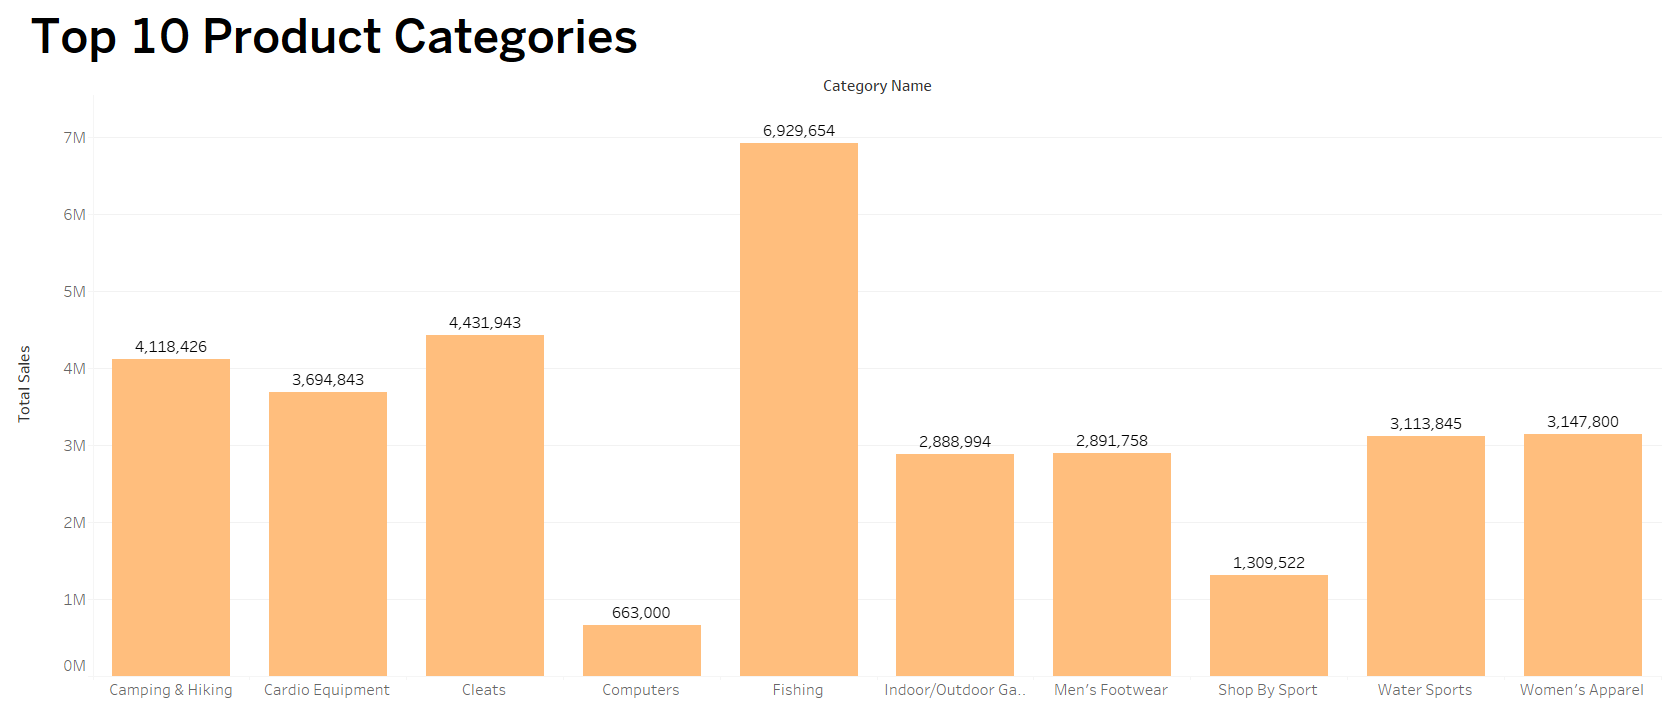 Top 10 Product Categories
Category Name
Total Sales
7M
6M
5M
4M
3M
2M
1M
0M
4,118,426
3,694,843
4,431,943
663,000
6,929,654
2,888,994
2,891,758
1,309,522
3,113,845
3,147,800
Camping & Hiking
Cardio Equipment
Cleats
Computers
Fishing
Indoor/Outdoor Ga..
Men's Footwear
Shop By Sport
Water Sports
Women's Apparel